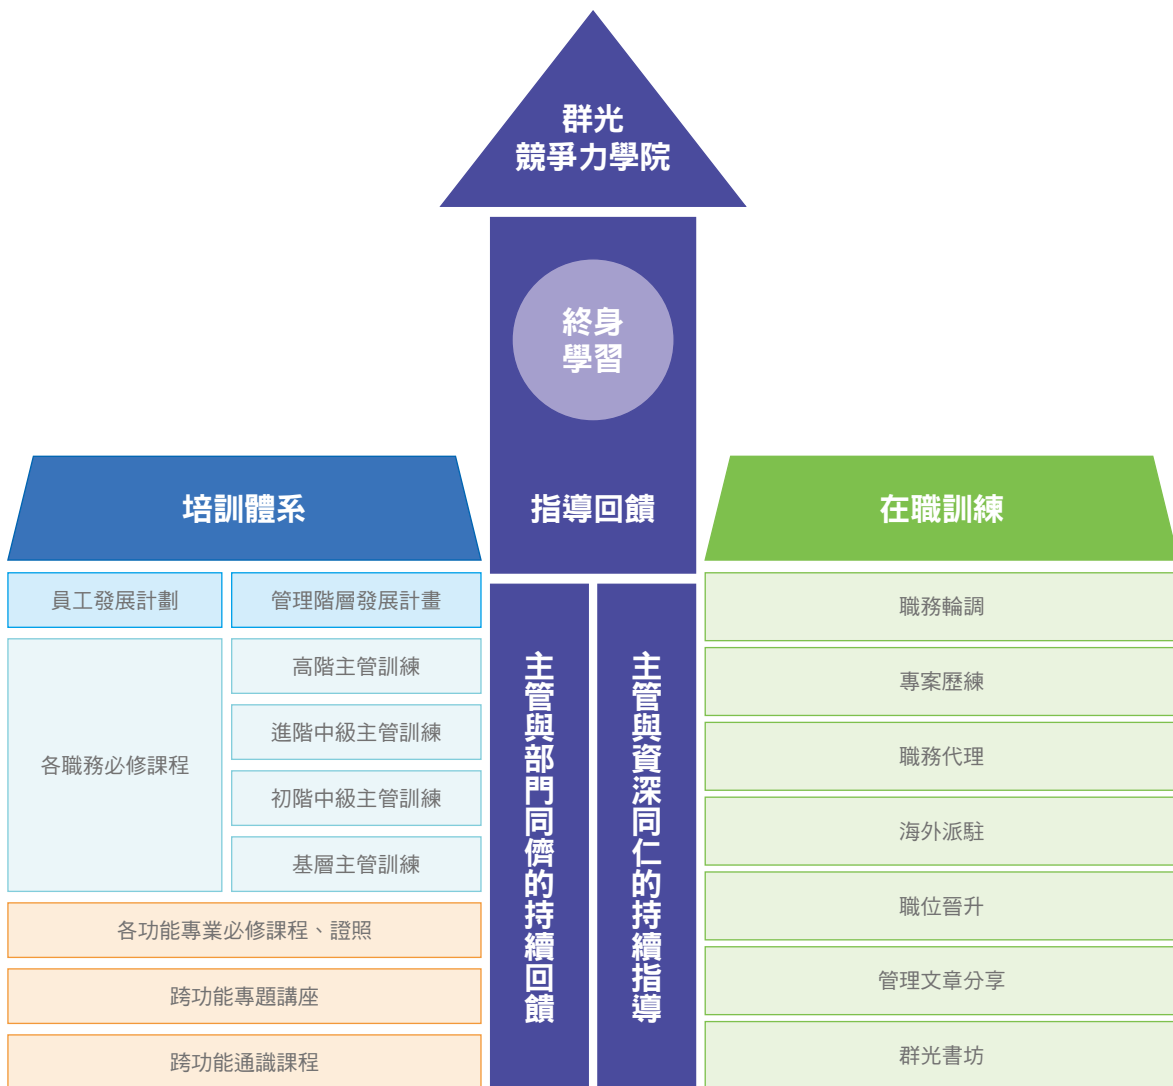 群光
競爭力學院
終身
學習
培訓體系
指導回饋
在職訓練
員工發展計劃
管理階層發展計畫
各職務必修課程
高階主管訓練
進階中級主管訓練
初階中級主管訓練
基層主管訓練
各功能專業必修課程、證照
跨功能專題講座
跨功能通識課程
主管與部門同儕的持續回饋
主管與資深同仁的持續指導
職務輪調
專案歷練
職務代理
海外派駐
職位晉升
管理文章分享
群光書坊